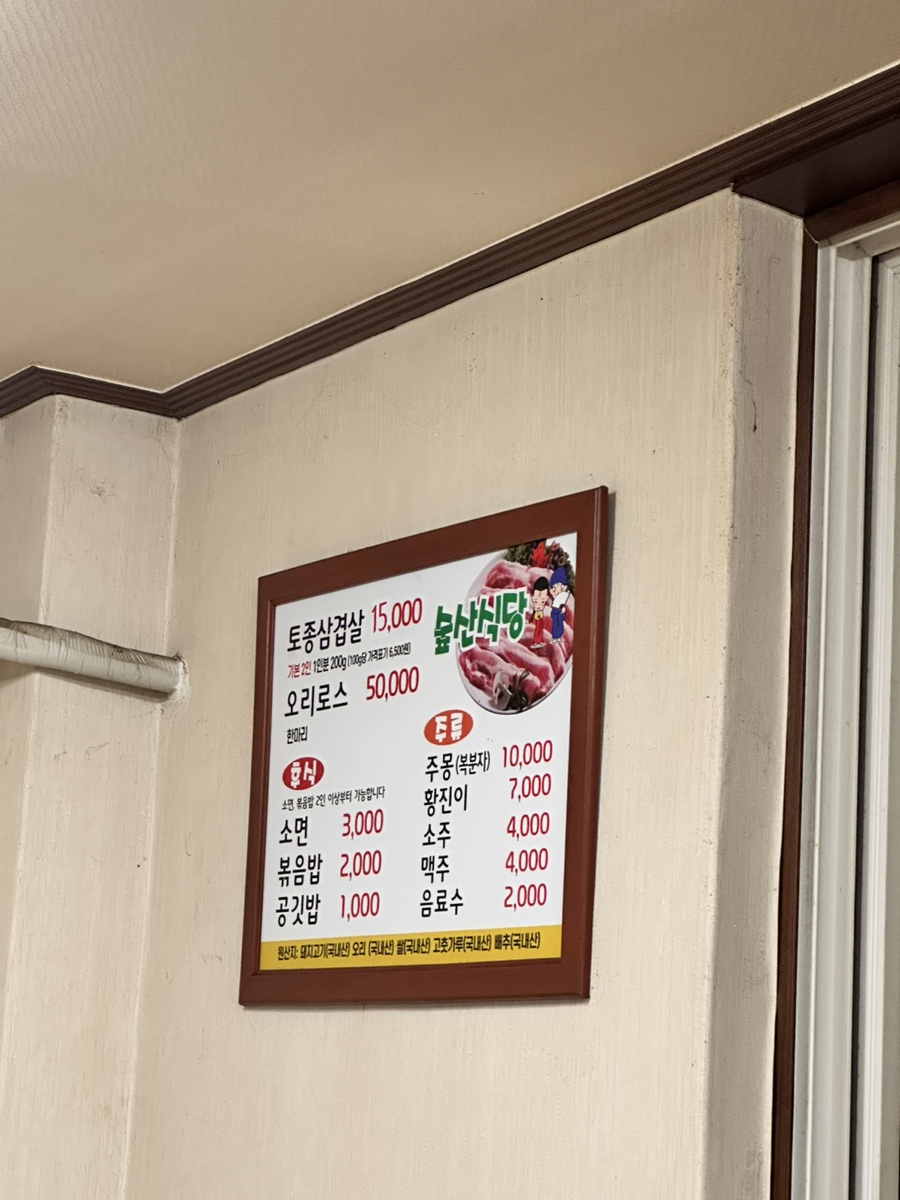 토종삼겹살 15,000
기본 2인 1인분 200g (100g당 가격표기 6,500원)
오리로스 50,000
한마리
숲산식당
후식
소면, 볶음밥 2인 이상부터 가능합니다
소면 3,000
볶음밥 2,000
공깃밥 1,000
주류
주몽(복분자) 10,000
황진이 7,000
소주 4,000
맥주 4,000
음료수 2,000
원산지: 돼지고기(국내산) 오리 (국내산) 쌀(국내산) 고춧가루(국내산) 배추(국내산)